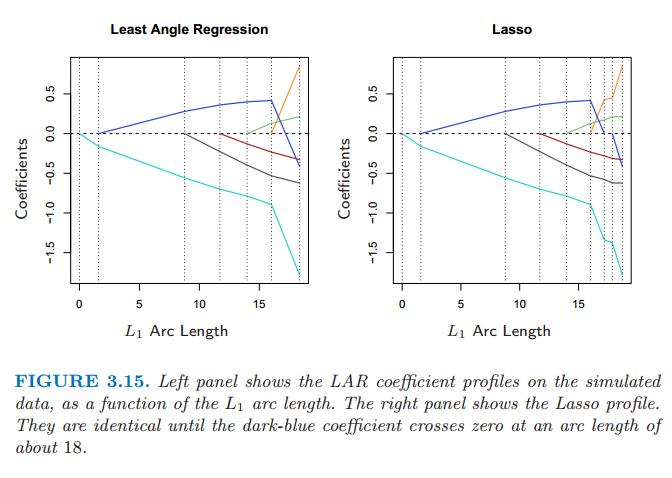 Least Angle Regression
Lasso
Coefficients
0.5
0.0
−0.5
−1.0
−1.5
0 5 10 15
L1 Arc Length
Coefficients
0.5
0.0
−0.5
−1.0
−1.5
0 5 10 15
L1 Arc Length
FIGURE 3.15. Left panel shows the LAR coefficient profiles on the simulated
data, as a function of the L1 arc length. The right panel shows the Lasso profile.
They are identical until the dark-blue coefficient crosses zero at an arc length of
about 18.